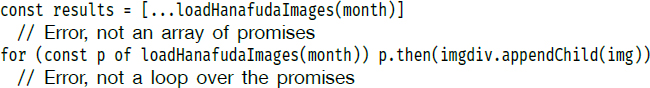 const results = [...loadHanafudaImages(month)]
// Error, not an array of promises
for (const p of loadHanafudaImages(month)) p.then(imgdiv.appendChild(img))
// Error, not a loop over the promises